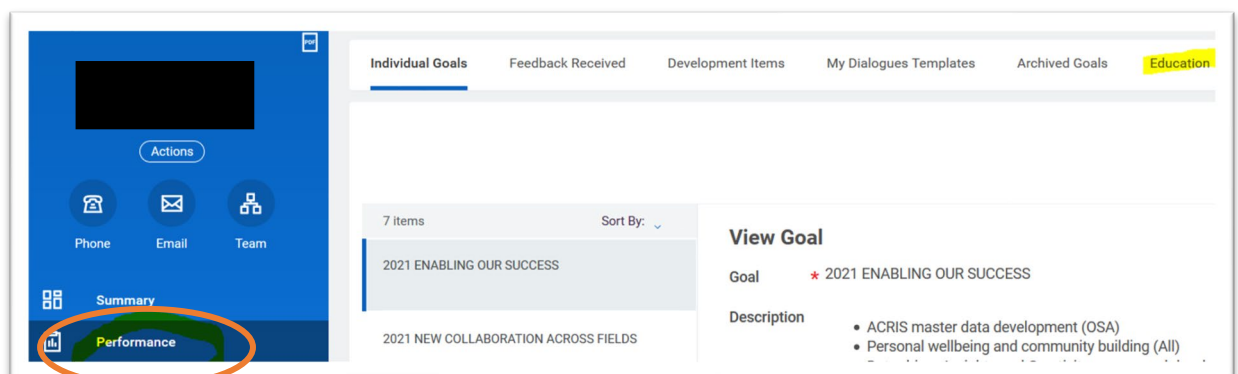 PDF
Individual Goals Feedback Received Development Items My Dialogues Templates Archived Goals Education
Actions
Phone Email Team
Summary
Performance
7 items Sort By:
2021 ENABLING OUR SUCCESS
2021 NEW COLLABORATION ACROSS FIELDS
View Goal
Goal * 2021 ENABLING OUR SUCCESS
Description
• ACRIS master data development (OSA)
• Personal wellbeing and community building (All)